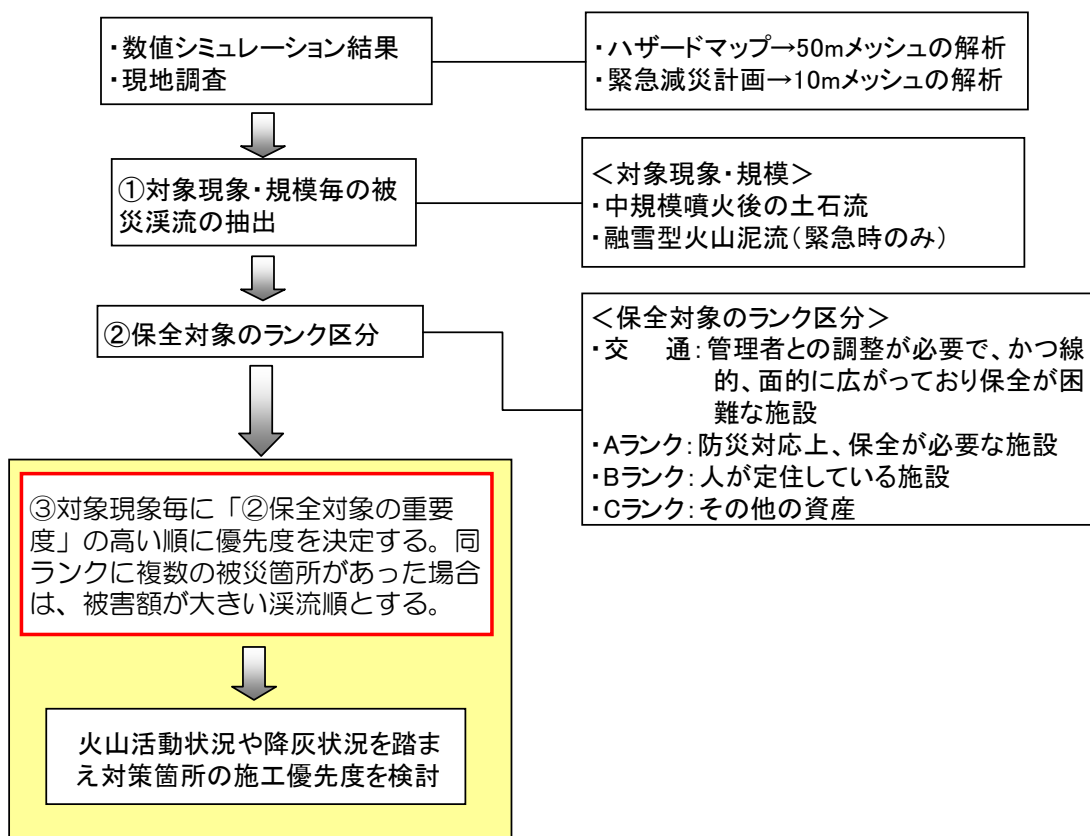 ・数値シミュレーション結果
・現地調査
・ハザードマップ→50mメッシュの解析
・緊急減災計画→10mメッシュの解析
①対象現象・規模毎の被
災渓流の抽出
＜対象現象・規模＞
・中規模噴火後の土石流
・融雪型火山泥流（緊急時のみ）
②保全対象のランク区分
＜保全対象のランク区分＞
・交　通：管理者との調整が必要で、かつ線
的、面的に広がっており保全が困
難な施設
・Aランク：防災対応上、保全が必要な施設
・Bランク：人が定住している施設
・Cランク：その他の資産
③対象現象毎に「②保全対象の重要
度」の高い順に優先度を決定する。同
ランクに複数の被災箇所があった場合
は、被害額が大きい渓流順とする。
火山活動状況や降灰状況を踏ま
え対策箇所の施工優先度を検討